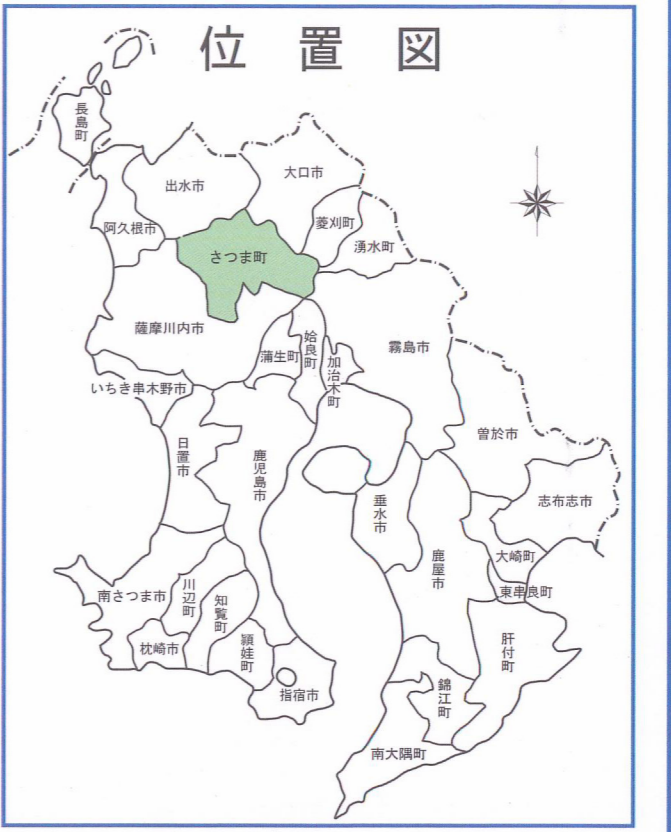 位置図
長島町
出水市
大口市
阿久根市
菱刈町
湧水町
さつま町
薩摩川内市
蒲生町
姶良町
加治木町
霧島市
いちき串木野市
日置市
鹿児島市
曽於市
垂水市
志布志市
鹿屋市
大崎町
東串良町
南さつま市
川辺町
知覧町
枕崎市
頴娃町
指宿市
肝付町
錦江町
南大隅町